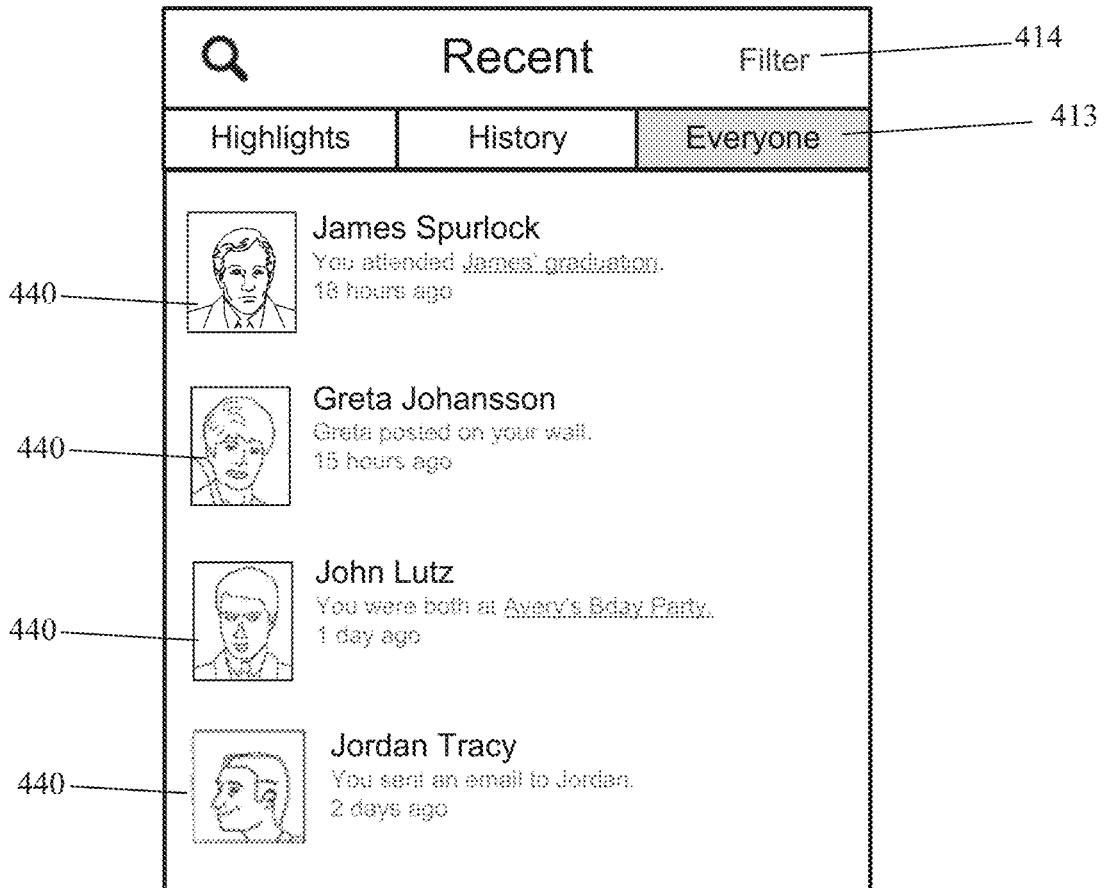 Recent
Filter
414
Highlights
History
Everyone
413
James Spurlock
You attended James' graduation.
18 hours ago
440
Greta Johansson
Greta posted on your wall.
15 hours ago
440
John Lutz
You were both at Avery's Bday Party.
1 day ago
440
Jordan Tracy
You sent an email to Jordan.
2 days ago
440